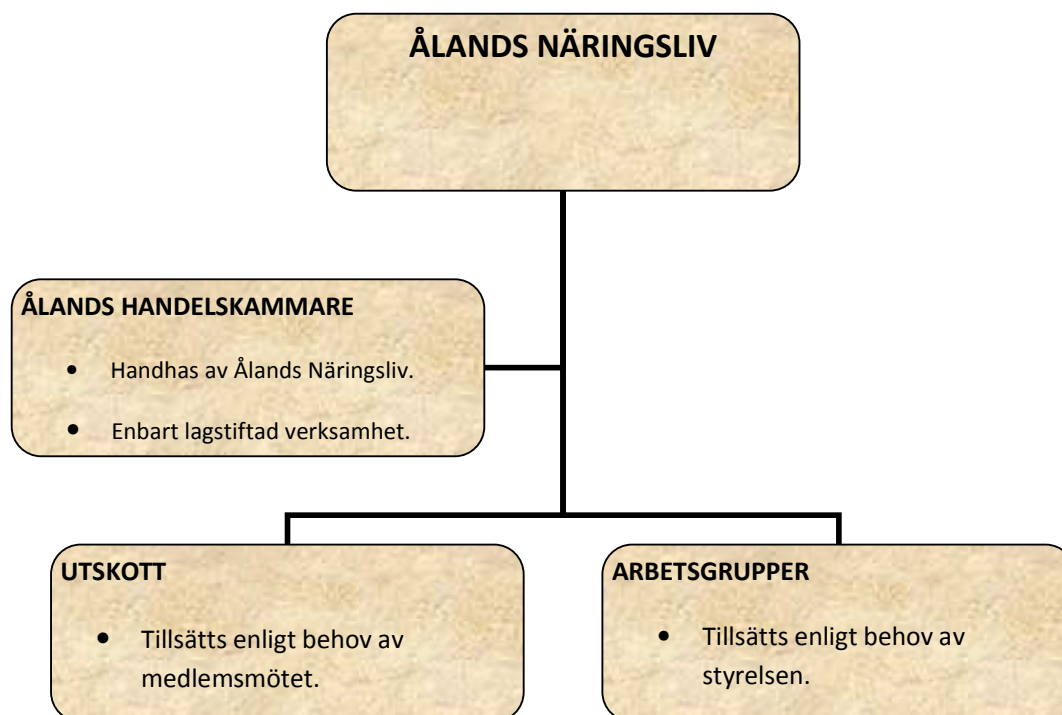 ÅLANDS NÄRINGSLIV
ÅLANDS HANDELSKAMMARE
• Handhas av Ålands Näringsliv.
• Enbart lagstiftad verksamhet.
UTSKOTT
• Tillsätts enligt behov av
medlemsmötet.
ARBETSGRUPPER
• Tillsätts enligt behov av
styrelsen.